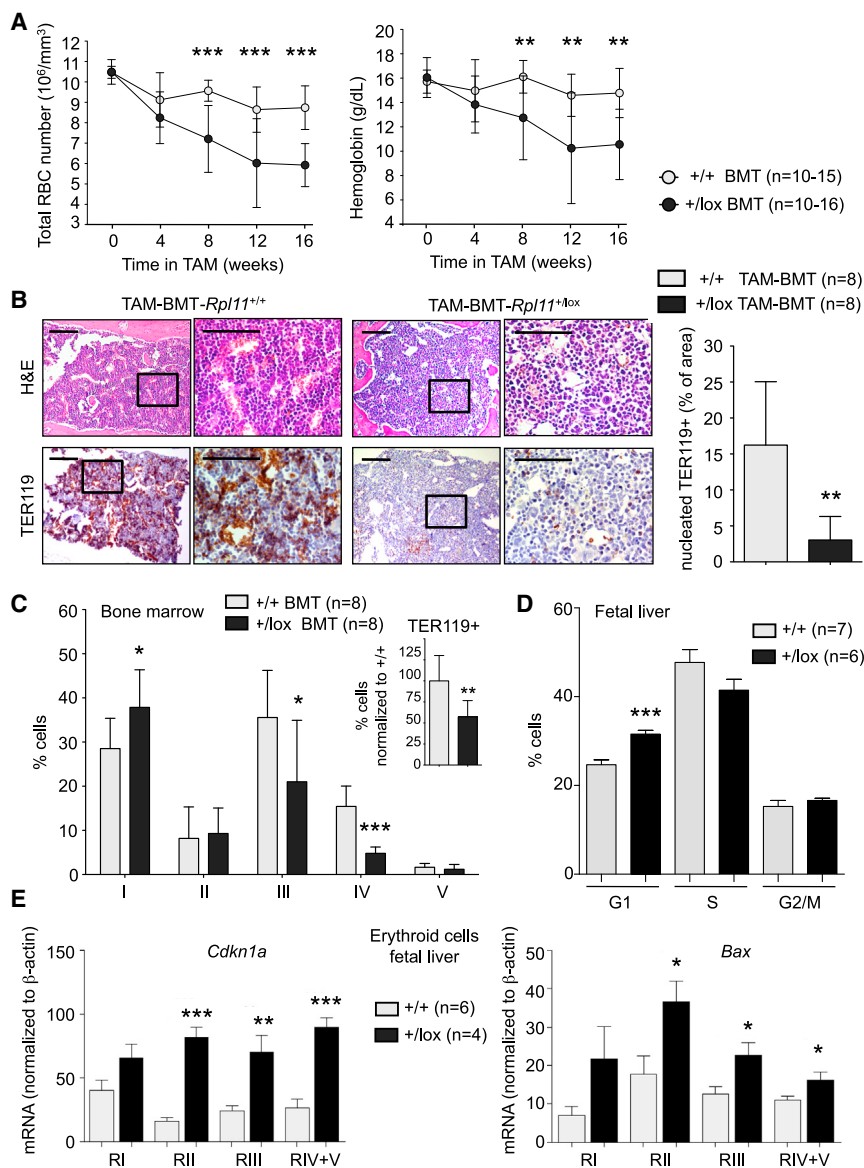 A
Total RBC number (10⁶/mm³)
11
12
10
9
8
7
6
5
4
3
*** *** ***
0 4 8 12 16
Time in TAM (weeks)
Hemoglobin (g/dL)
20
18
16
14
12
10
8
6
4
2
0
** ** **
0 4 8 12 16
Time in TAM (weeks)
+/+ BMT (n=10-15)
+/lox BMT (n=10-16)
B
TAM-BMT-Rpl11+/+
TAM-BMT-Rpl11+/lox
H&E
TER119
+/+ TAM-BMT (n=8)
+/lox TAM-BMT (n=8)
nucleated TER119+ (% of area)
30
25
20
15
10
5
0
**
C
Bone marrow
+/+ BMT (n=8)
+/lox BMT (n=8)
% cells
60
50
40
30
20
10
0
* * ***
I II III IV V
TER119+
% cells
normalized to +/+
125
100
75
50
25
0
**
D
Fetal liver
+/+ (n=7)
+/lox (n=6)
% cells
60
40
20
0
***
G1 S G2/M
E
Cdkn1a
mRNA (normalized to β-actin)
150
100
75
50
0
*** ** ***
RI RII RIII RIV+V
Erythroid cells
fetal liver
+/+ (n=6)
+/lox (n=4)
Bax
mRNA (normalized to β-actin)
50
40
30
20
10
0
* * *
RI RII RIII RIV+V